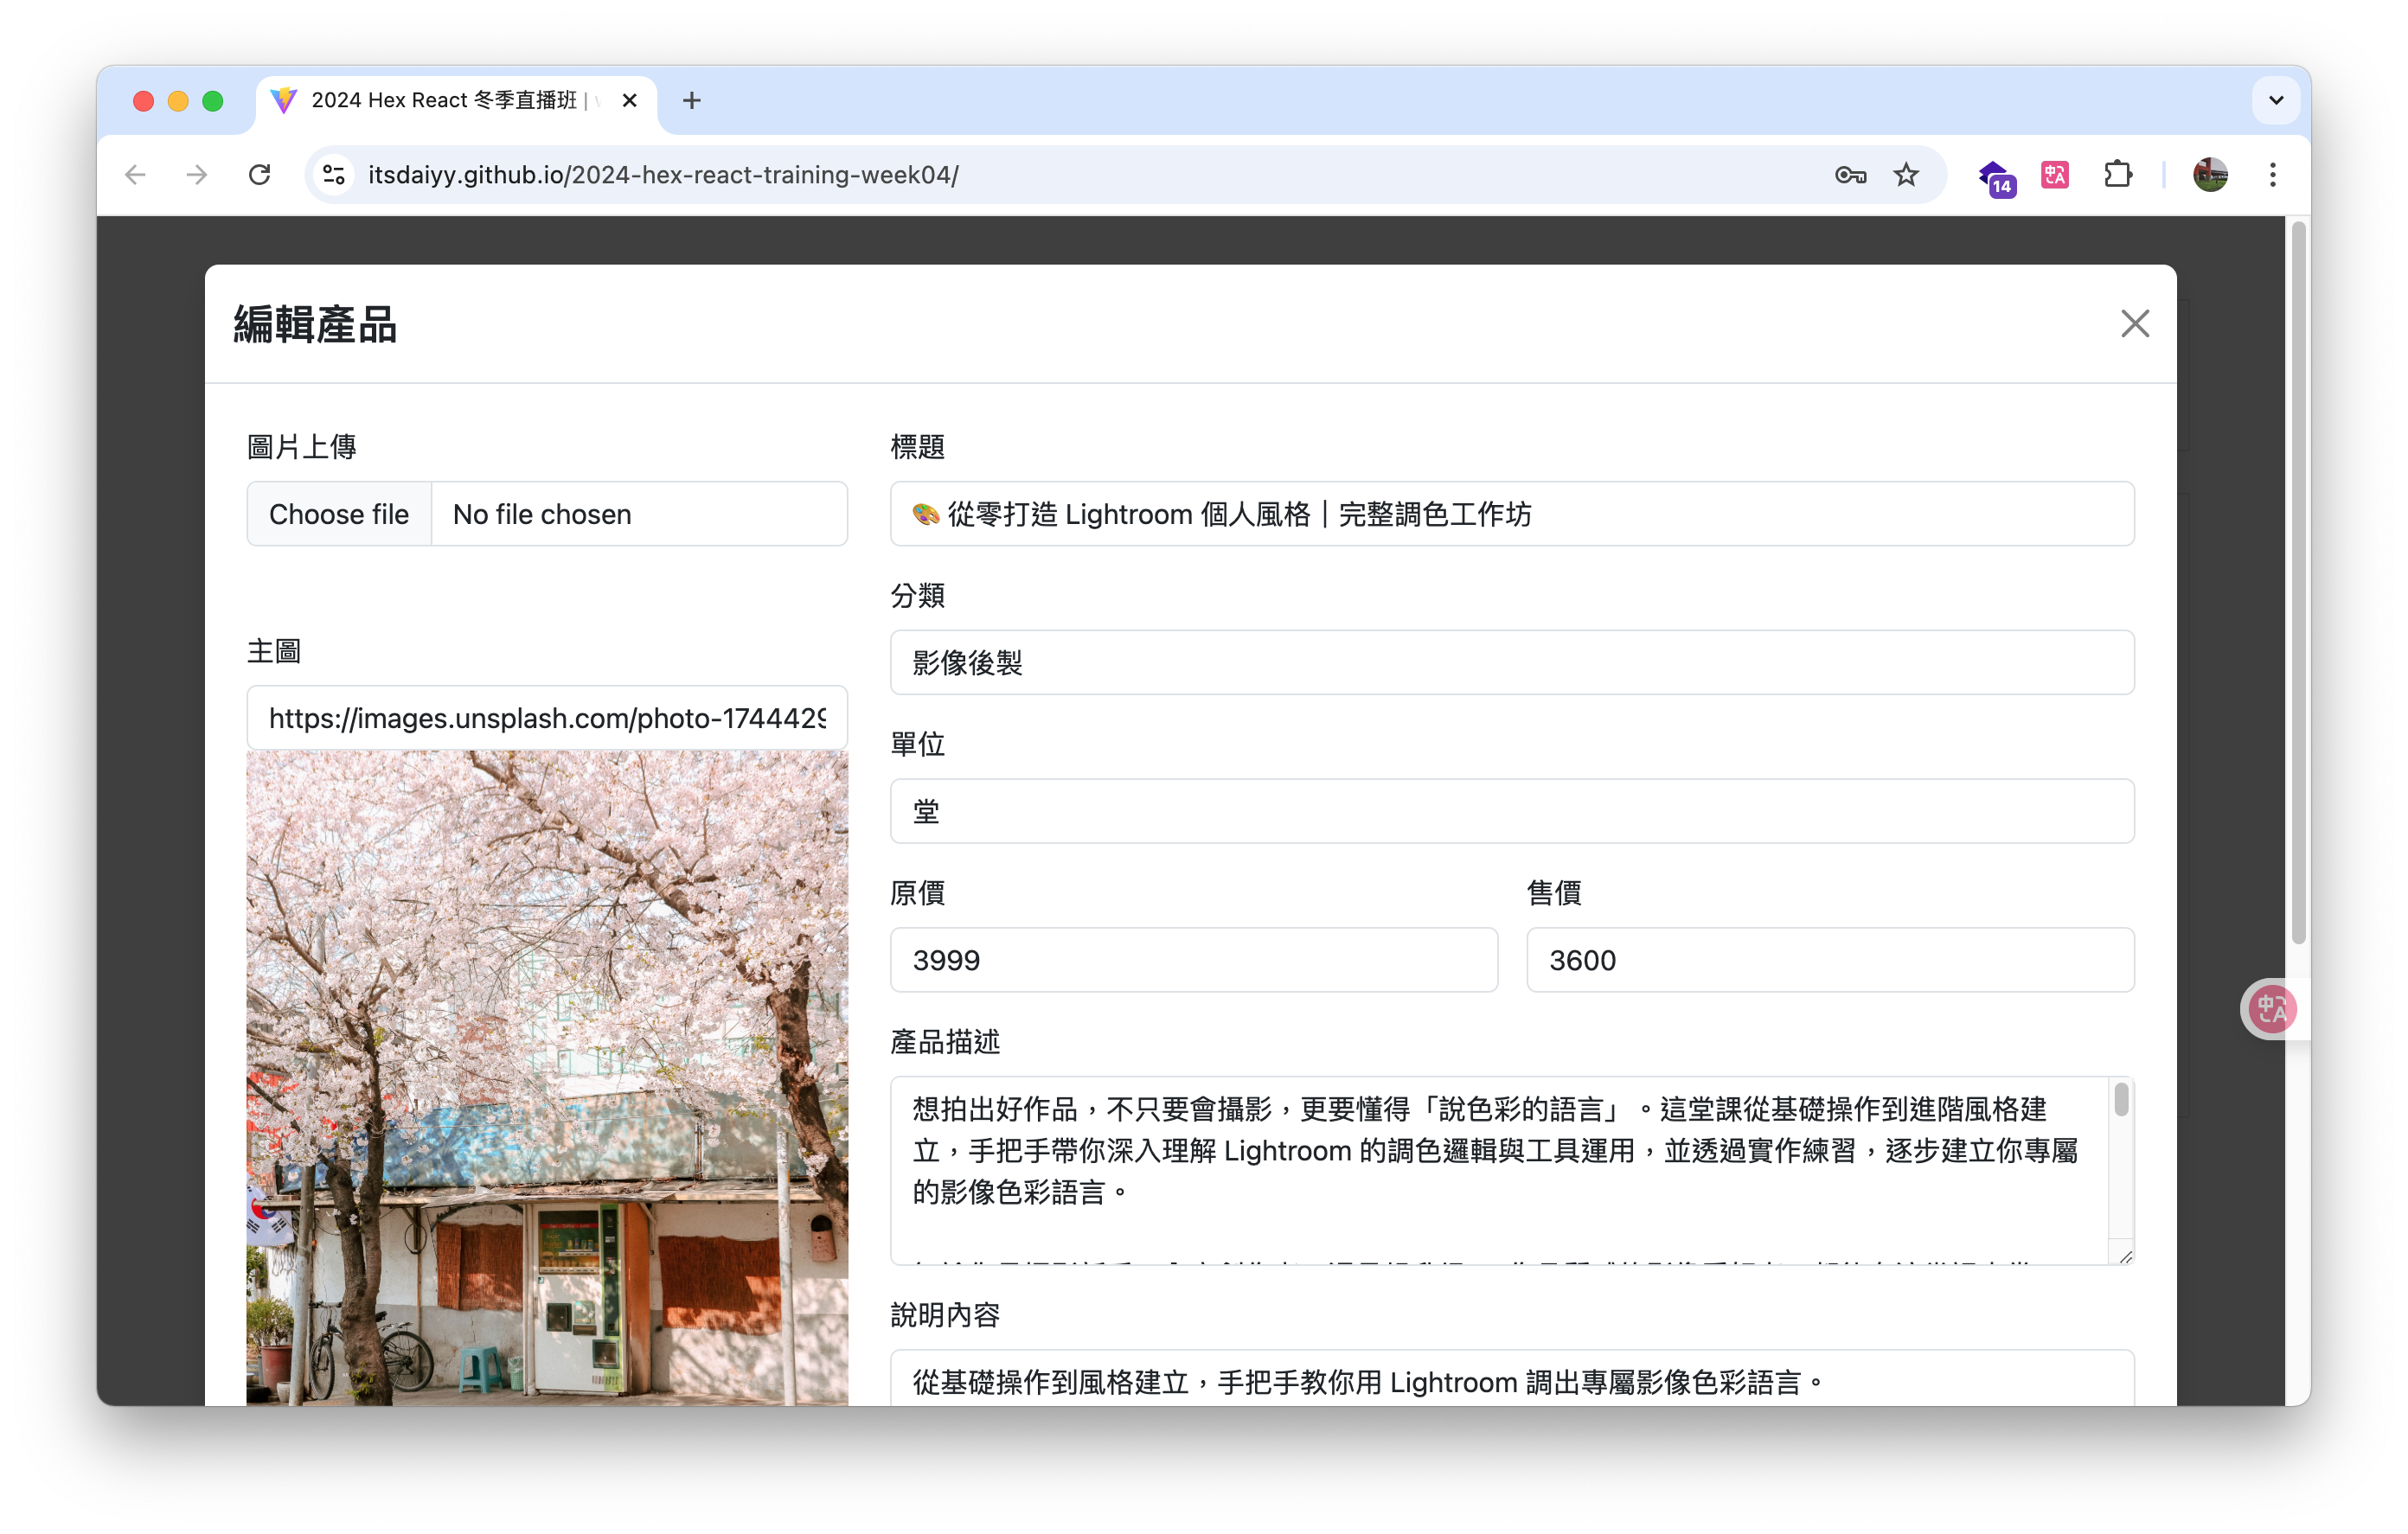 2024 Hex React 冬季直播班 |
itsdaiyy.github.io/2024-hex-react-training-week04/
14
編輯產品
圖片上傳
Choose file No file chosen
主圖
https://images.unsplash.com/photo-1744429
標題
🎨 從零打造 Lightroom 個人風格｜完整調色工作坊
分類
影像後製
單位
堂
原價
3999
售價
3600
產品描述
想拍出好作品，不只要會攝影，更要懂得「說色彩的語言」。這堂課從基礎操作到進階風格建
立，手把手帶你深入理解 Lightroom 的調色邏輯與工具運用，並透過實作練習，逐步建立你專屬
的影像色彩語言。
說明內容
從基礎操作到風格建立，手把手教你用 Lightroom 調出專屬影像色彩語言。
中A